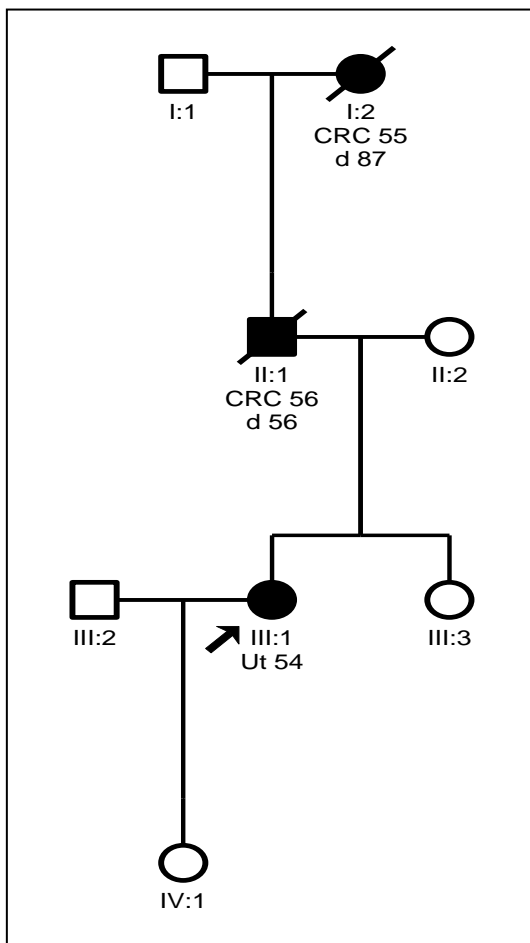 I:1
I:2
CRC 55
d 87
II:1
CRC 56
d 56
II:2
III:2
III:1
Ut 54
III:3
IV:1